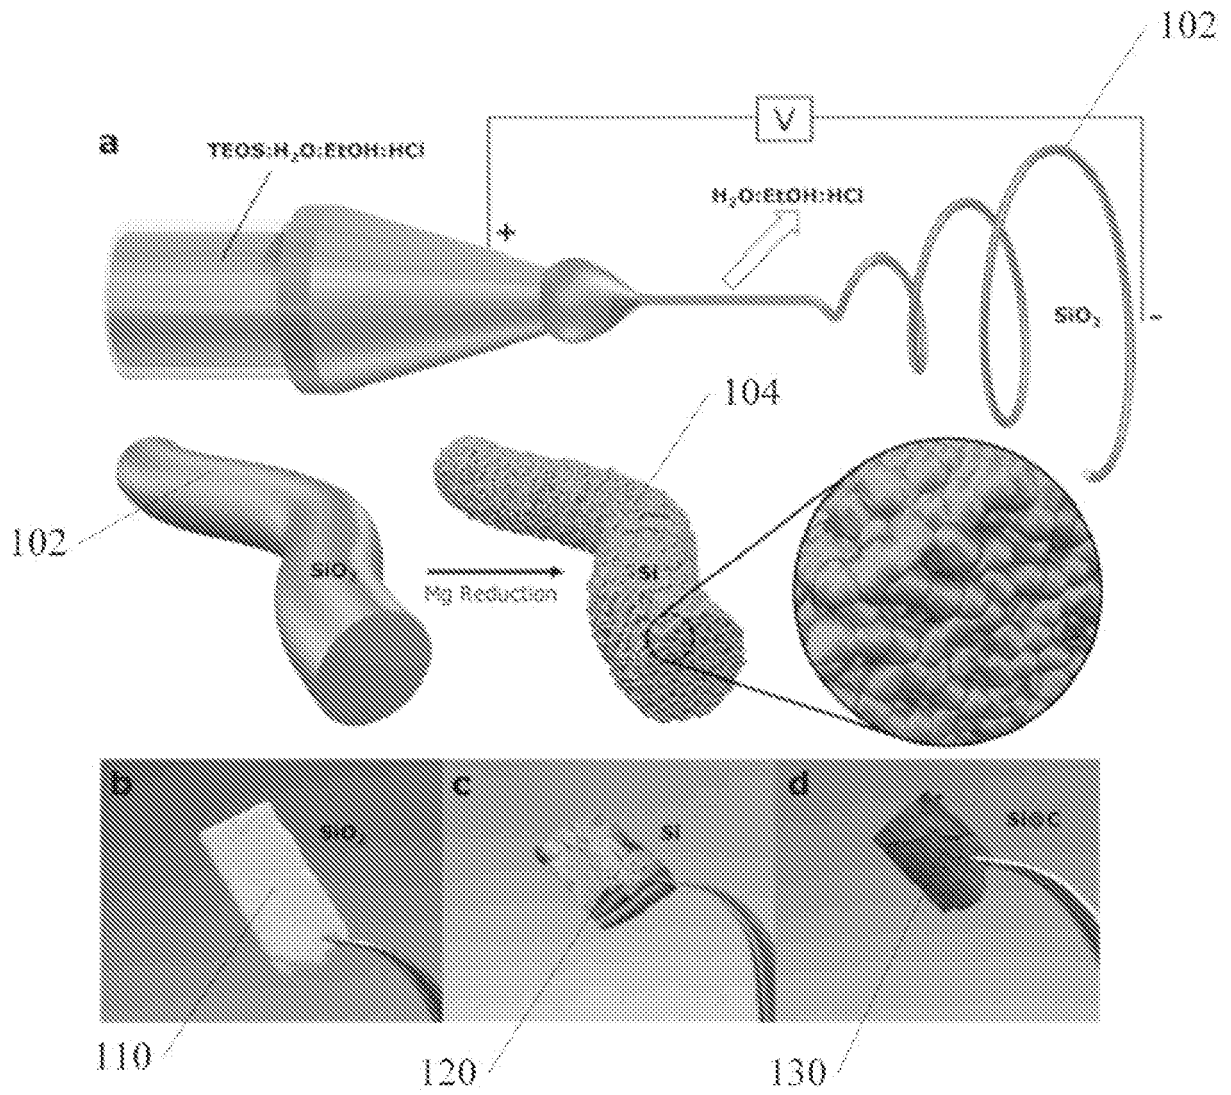 102
a
V
TEOS:H₂O:EtOH:HCl
H₂O:EtOH:HCl
+
SiO₂
-
104
102
SiO₂
Si
Mg Reduction
b
c
d
SiO₂
Si
Si@C
110
120
130